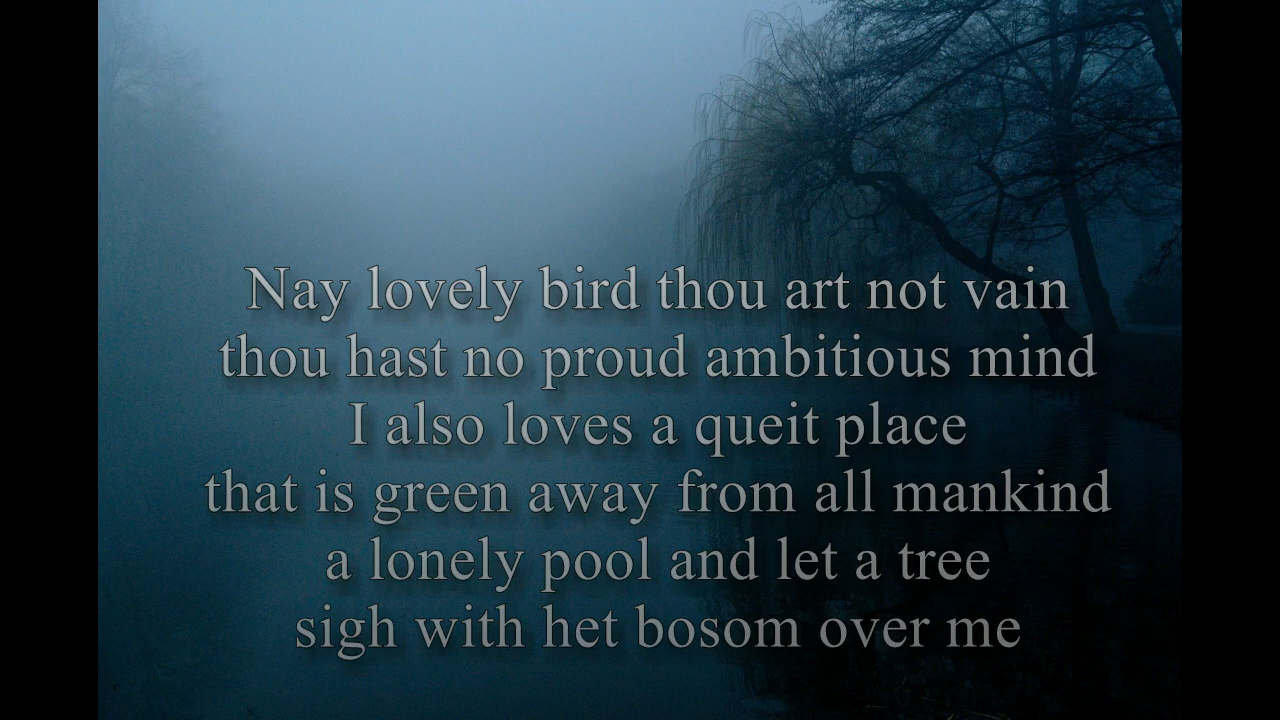 Nay lovely bird thou art not vain
thou hast no proud ambitious mind
I also loves a queit place
that is green away from all mankind
a lonely pool and let a tree
sigh with het bosom over me